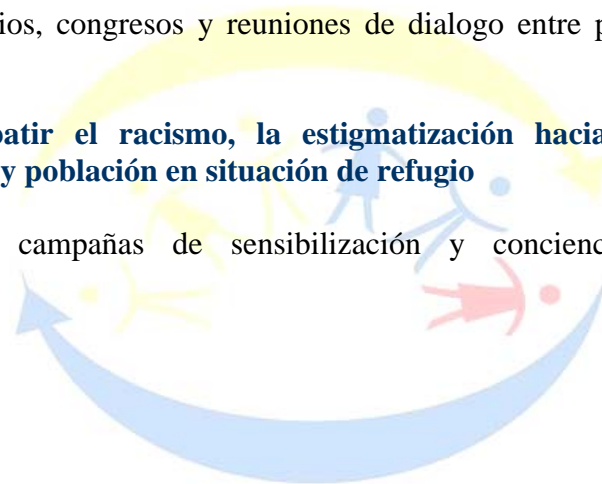 ios, congresos y reuniones de dialogo entre p
batir el racismo, la estigmatización hacia
y población en situación de refugio
campañas de sensibilización y concienc